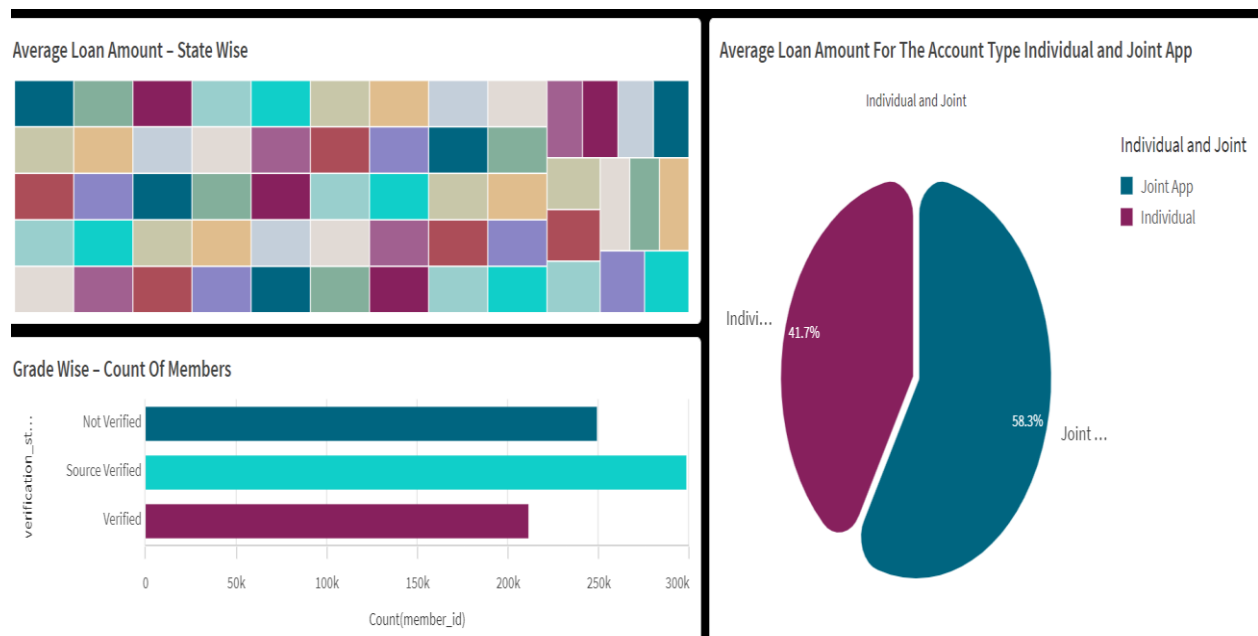 Average Loan Amount – State Wise
Grade Wise – Count Of Members
verification_st...
Not Verified
Source Verified
Verified
0 50k 100k 150k 200k 250k 300k
Count(member_id)
Average Loan Amount For The Account Type Individual and Joint App
Individual and Joint
Individual and Joint
Joint App
Individual
Indivi...
41.7%
58.3%
Joint ...